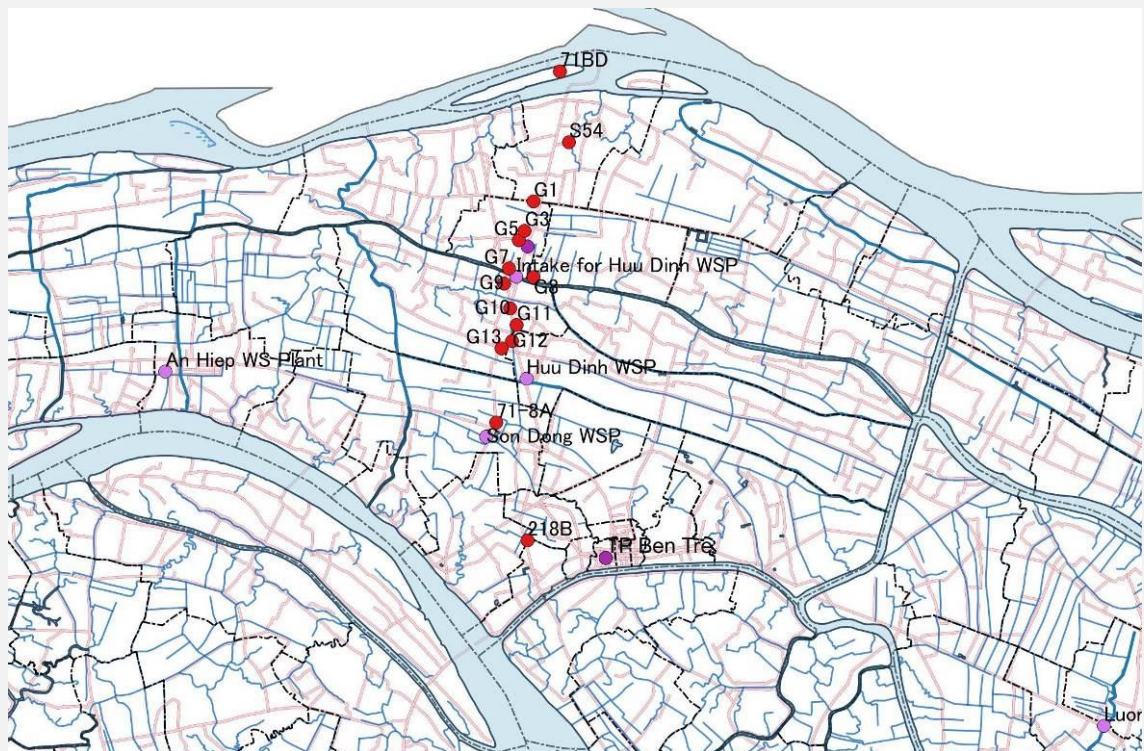 71BD
S54
G1
G3
G5
G7
Intake for Huu Dinh WSP
G9
G8
G10
G11
G13
G12
An Hiep WS Plant
Huu Dinh WSP
71-8A
Son Dong WSP
218B
TP Ben Tre
Luon